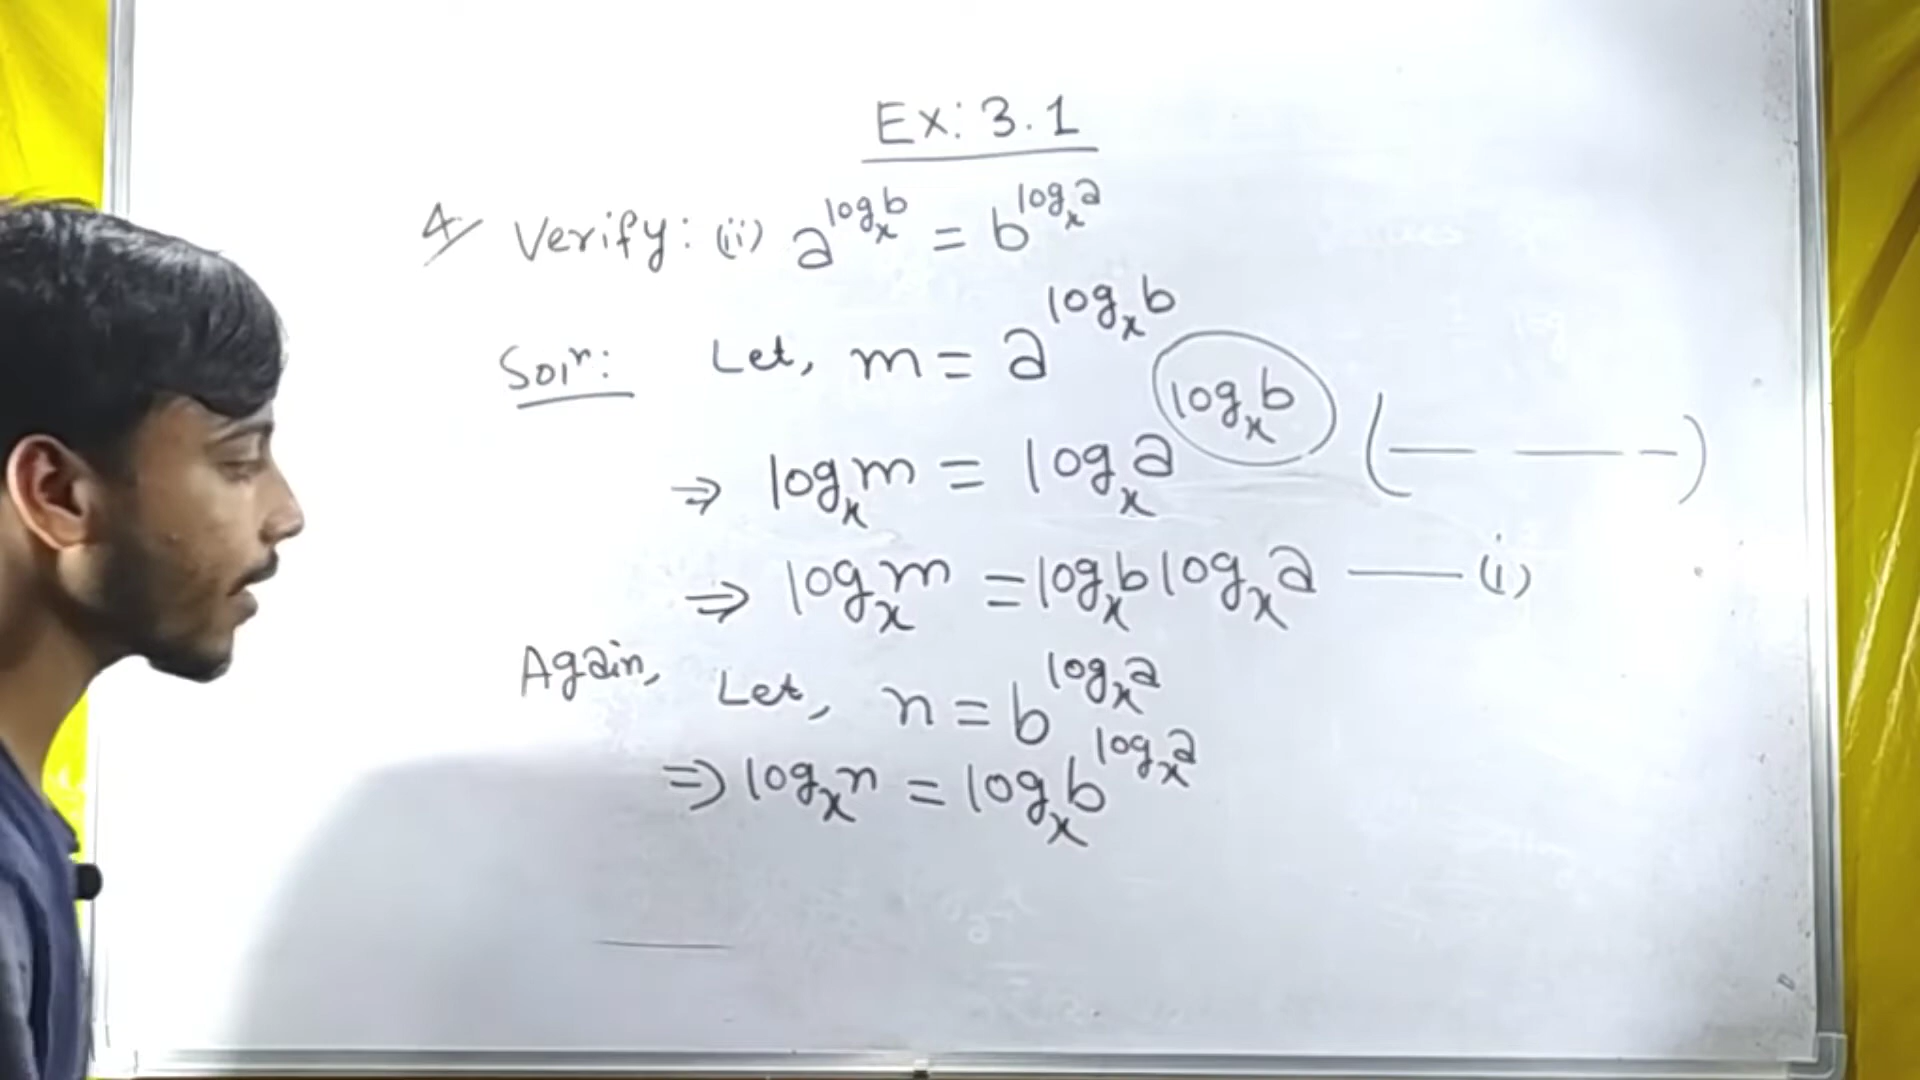 Ex: 3.1
4/ Verify: (ii) a^log_x b = b^log_x a
Solⁿ: Let, m = a^log_x b
⇒ log_x m = log_x a^log_x b (— — –)
⇒ log_x m = log_x b log_x a — (i)
Again, Let, n = b^log_x a
⇒ log_x n = log_x b^log_x a